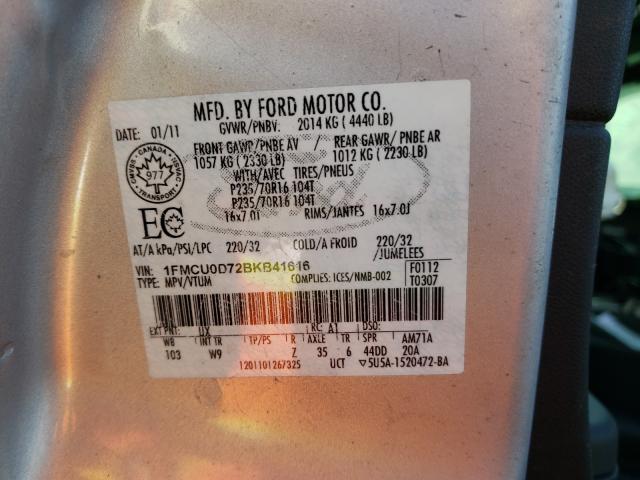 MFD. BY FORD MOTOR CO.
DATE: 01/11 GVWR/PNBV: 2014 KG ( 4440 LB)
FRONT GAWR/PNBE AV / REAR GAWR/ PNBE AR
1057 KG ( 2330 LB) 1012 KG ( 2230 LB)
WITH/AVEC TIRES/PNEUS
P235/70R16 104T
P235/70R16 104T
16x7.0J RIMS/JANTES 16x7.0J
CANADA
977
EC
AT/A kPa/PSI/LPC 220/32 COLD/A FROID 220/32
/JUMELEES
VIN: 1FMCU0D72BKB41616 F0112
TYPE: MPV/VTUM COMPLIES: ICES/NMB-002 T0307
EXT PNT: UX RC: A1 DSO:
WB INT TR TP/PS R AXLE TR SPR AM71A
103 W9 Z 35 6 44DD 20A
1201101267325 UCT ▽5U5A-1520472-BA